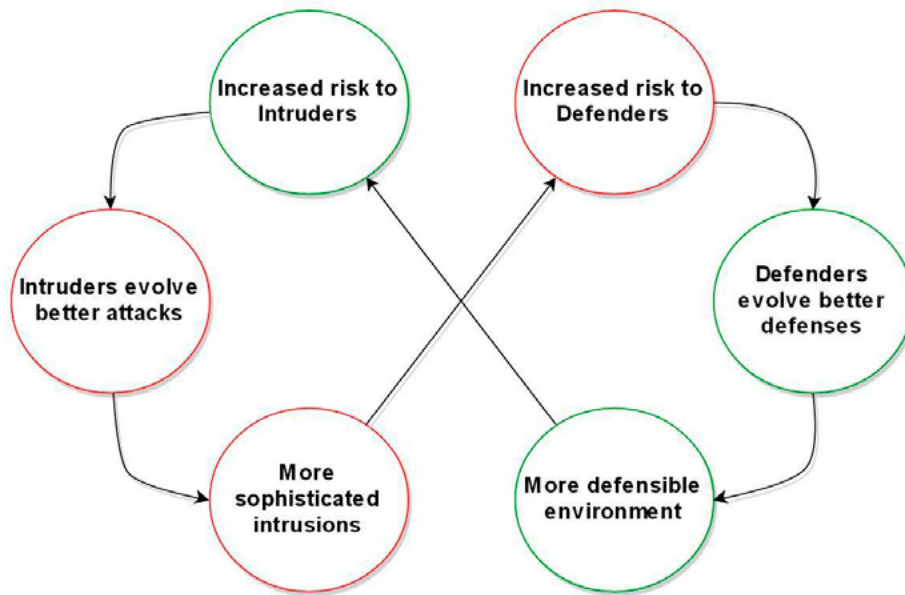 Increased risk to
Intruders
Increased risk to
Defenders
Intruders evolve
better attacks
Defenders
evolve better
defenses
More
sophisticated
intrusions
More defensible
environment